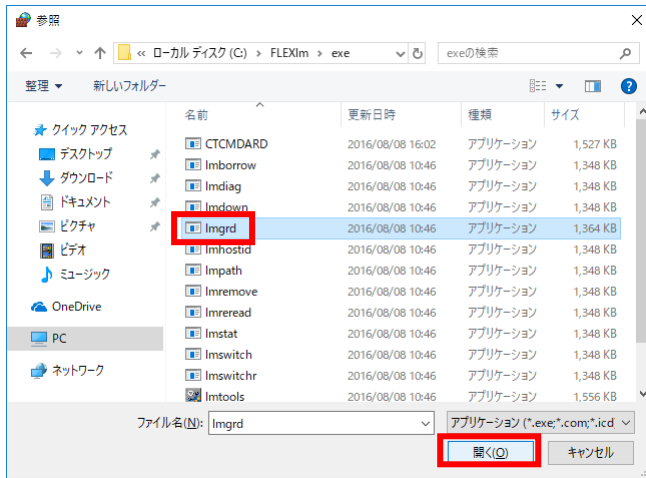 参照
« ローカル ディスク (C:) › FLEXlm › exe
exeの検索
整理 ▼ 新しいフォルダー
名前 更新日時 種類 サイズ
クイック アクセス
デスクトップ
ダウンロード
ドキュメント
ピクチャ
ビデオ
ミュージック
OneDrive
PC
ネットワーク
CTCMDARD 2016/08/08 16:02 アプリケーション 1,527 KB
lmborrow 2016/08/08 10:46 アプリケーション 1,348 KB
lmdiag 2016/08/08 10:46 アプリケーション 1,348 KB
lmdown 2016/08/08 10:46 アプリケーション 1,348 KB
lmgrd 2016/08/08 10:46 アプリケーション 1,364 KB
lmhostid 2016/08/08 10:46 アプリケーション 1,348 KB
lmpath 2016/08/08 10:46 アプリケーション 1,348 KB
lmremove 2016/08/08 10:46 アプリケーション 1,348 KB
lmreread 2016/08/08 10:46 アプリケーション 1,348 KB
lmstat 2016/08/08 10:46 アプリケーション 1,348 KB
lmswitch 2016/08/08 10:46 アプリケーション 1,348 KB
lmswitchr 2016/08/08 10:46 アプリケーション 1,348 KB
lmtools 2016/08/08 10:46 アプリケーション 1,556 KB
ファイル名(N): lmgrd
アプリケーション (*.exe;*.com;*.icd)
開く(O) キャンセル